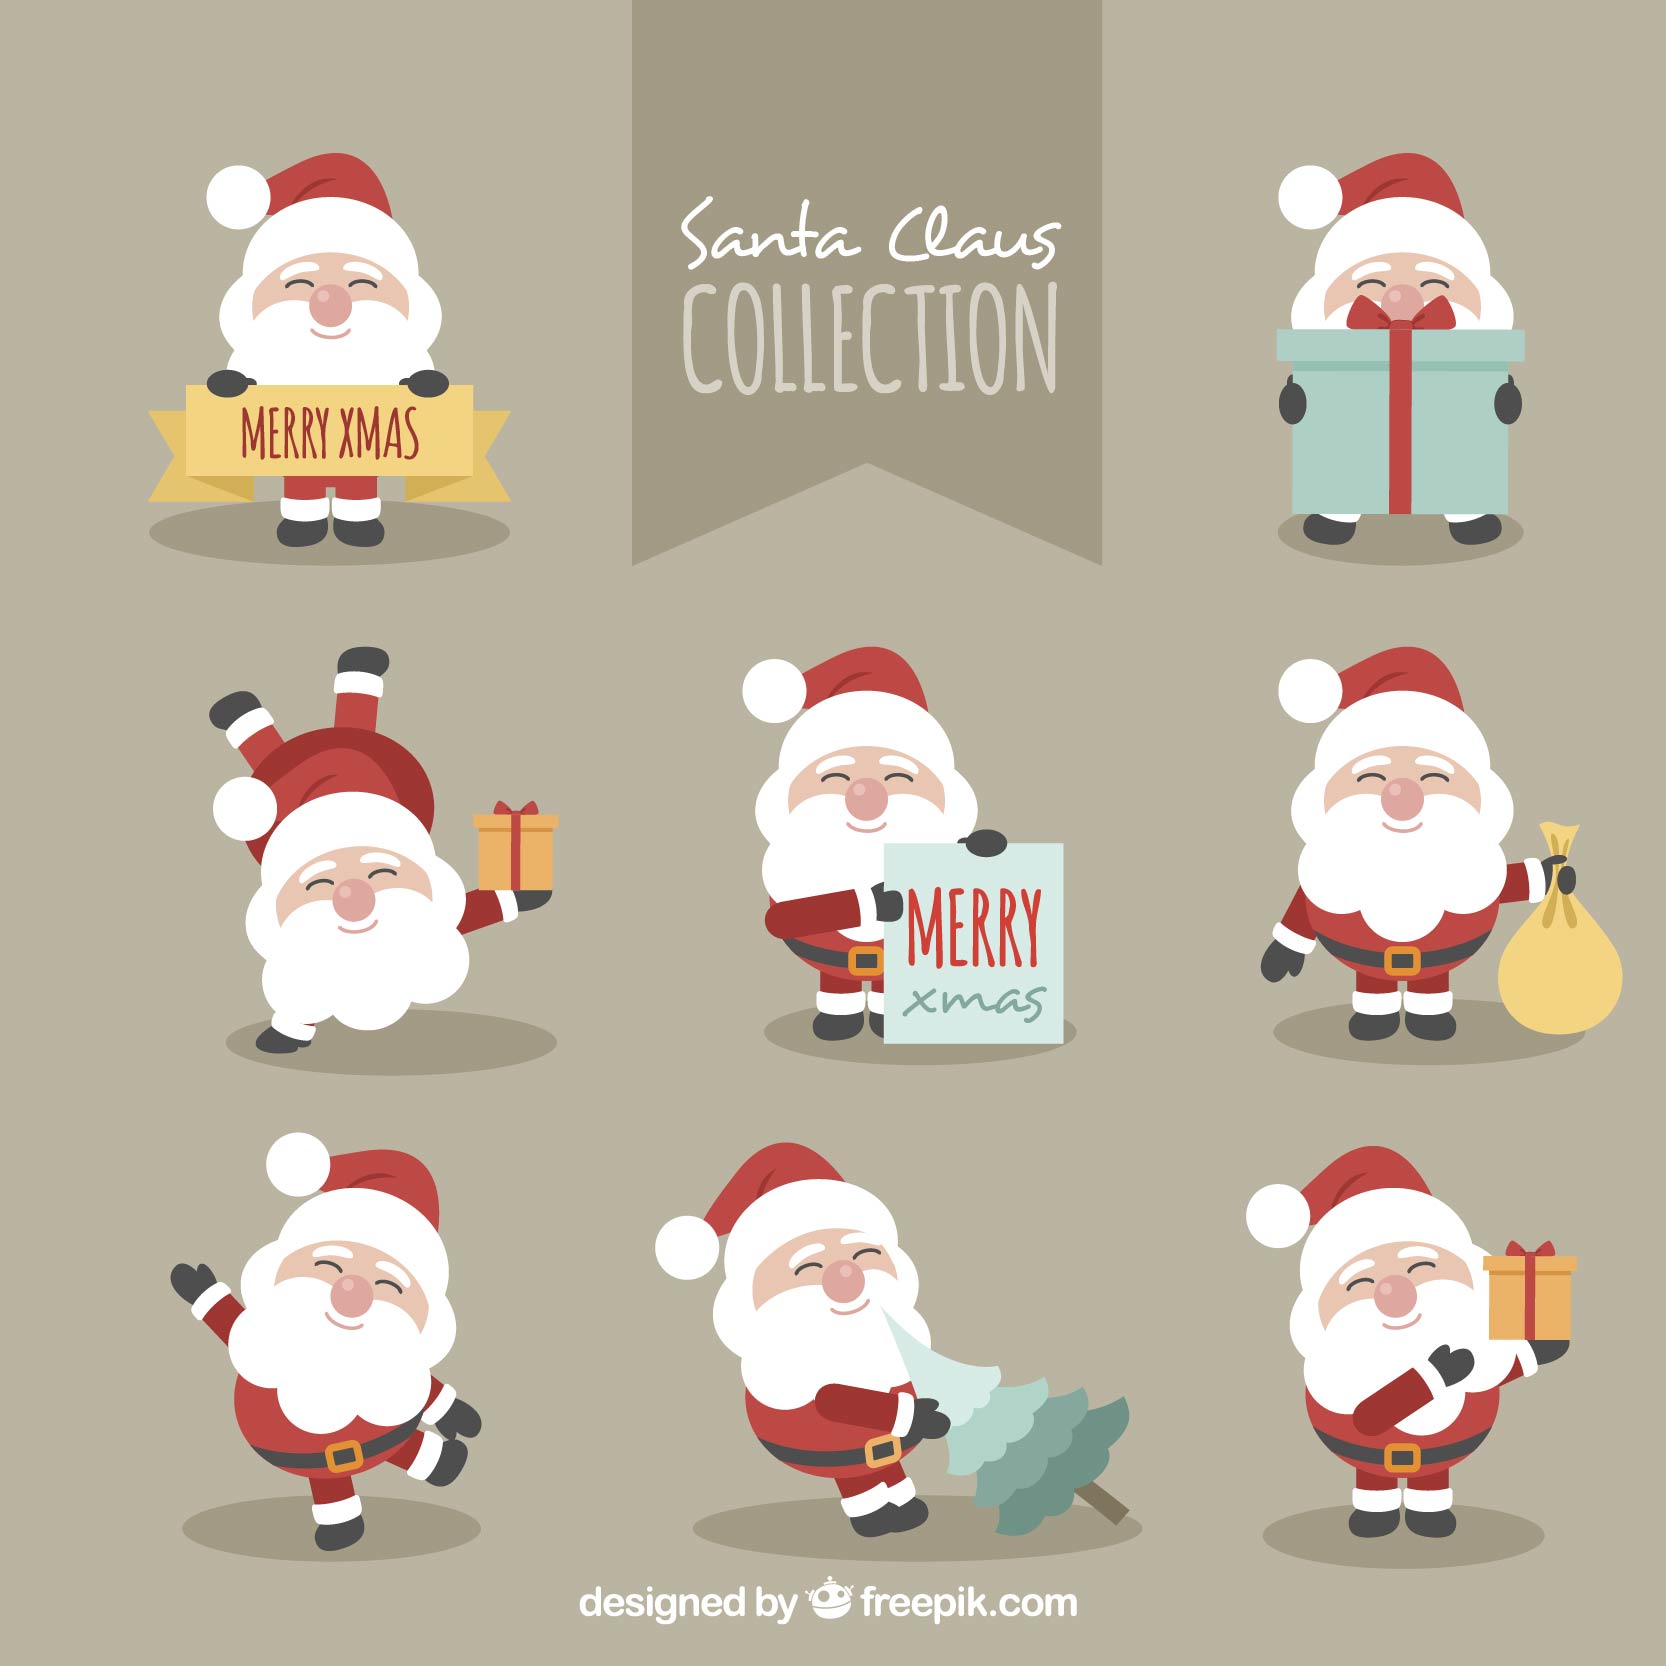 Santa Claus
COLLECTION
MERRY XMAS
MERRY
xmas
designed by freepik.com